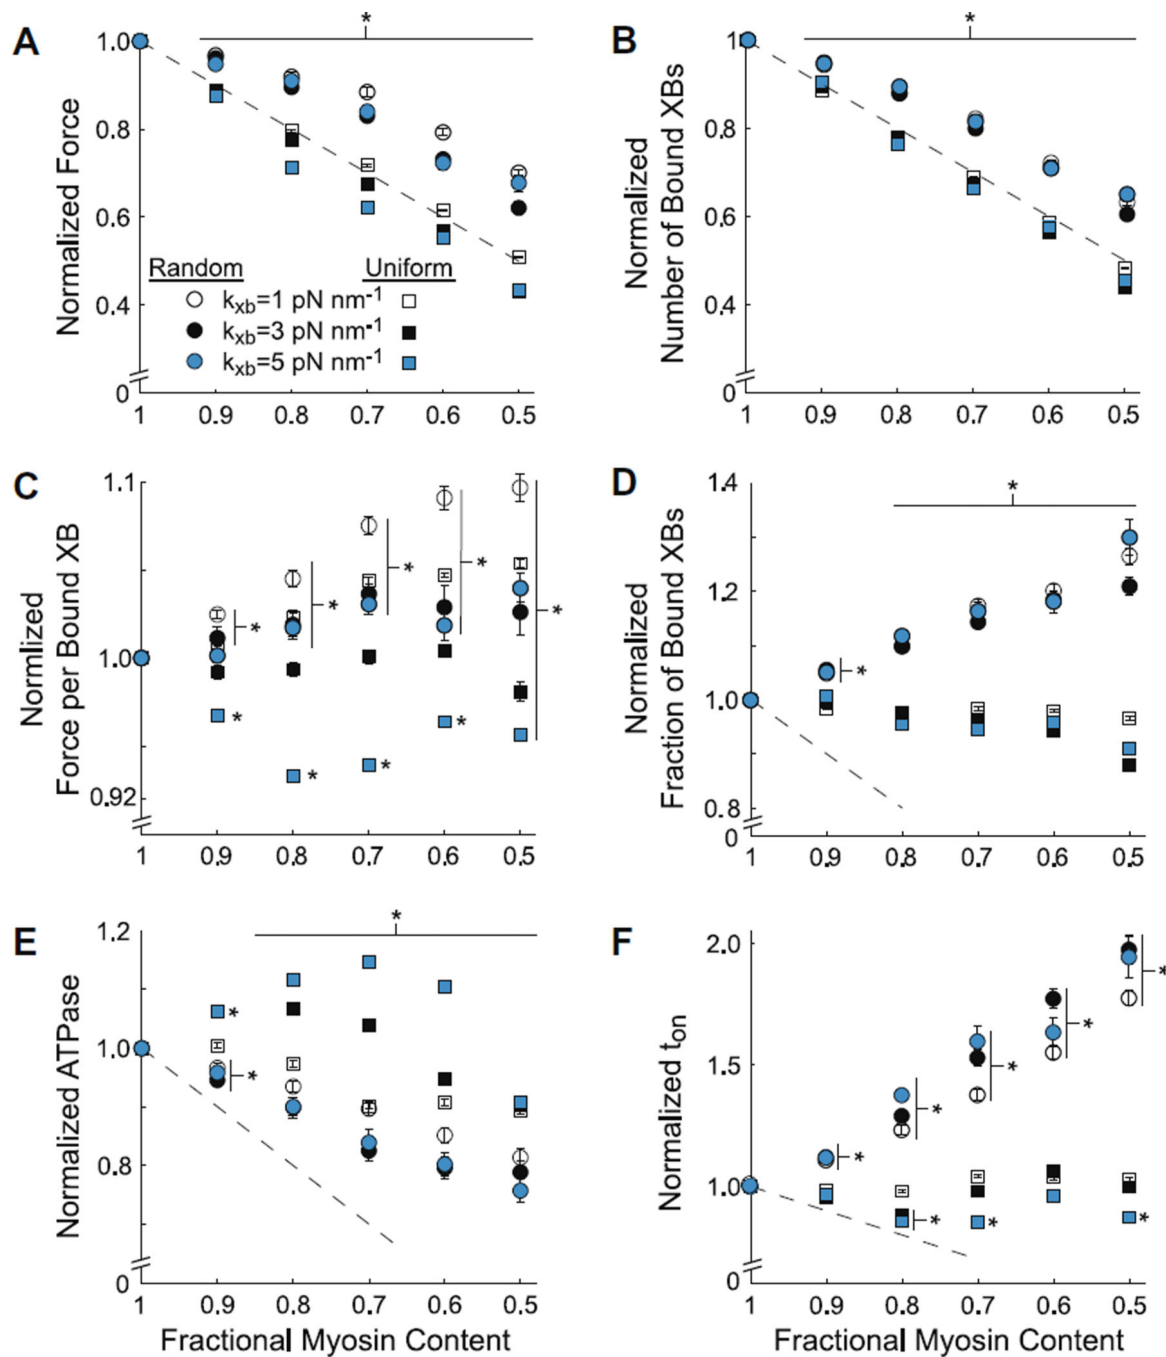 A
Normalized Force
1.0
0.8
0.6
0.4
0
*
Random Uniform
k_xb=1 pN nm⁻¹
k_xb=3 pN nm⁻¹
k_xb=5 pN nm⁻¹
1 0.9 0.8 0.7 0.6 0.5
B
Normalized
Number of Bound XBs
1.0
0.8
0.6
0.4
0
*
1 0.9 0.8 0.7 0.6 0.5
C
Normlized
Force per Bound XB
1.1
1.0
0.92
* * * * *
* * * *
1 0.9 0.8 0.7 0.6 0.5
D
Normalized
Fraction of Bound XBs
1.4
1.2
1.0
0.8
0
*
*
1 0.9 0.8 0.7 0.6 0.5
E
Normalized ATPase
1.2
1.0
0.8
0
*
*
*
1 0.9 0.8 0.7 0.6 0.5
Fractional Myosin Content
F
Normalized t_on
2.0
1.5
1.0
0
* * * * *
* * *
1 0.9 0.8 0.7 0.6 0.5
Fractional Myosin Content